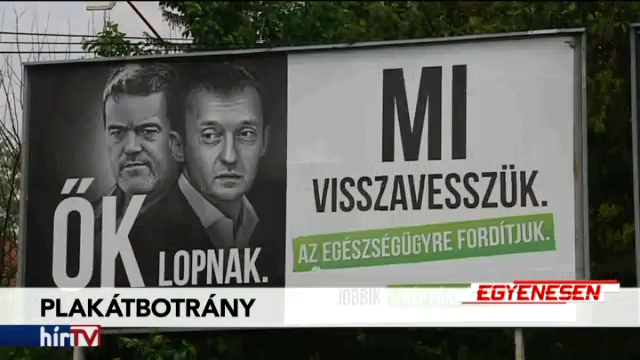 ŐK LOPNAK.
MI
VISSZAVESSZÜK.
AZ EGÉSZSÉGÜGYRE FORDÍTJUK.
JOBBIK
EGYENESEN
PLAKÁTBOTRÁNY
hírTV